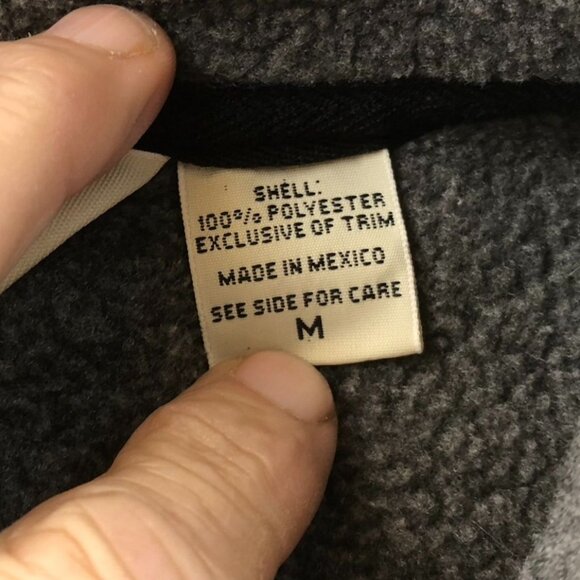 SHELL:
100% POLYESTER
EXCLUSIVE OF TRIM
MADE IN MEXICO
SEE SIDE FOR CARE
M